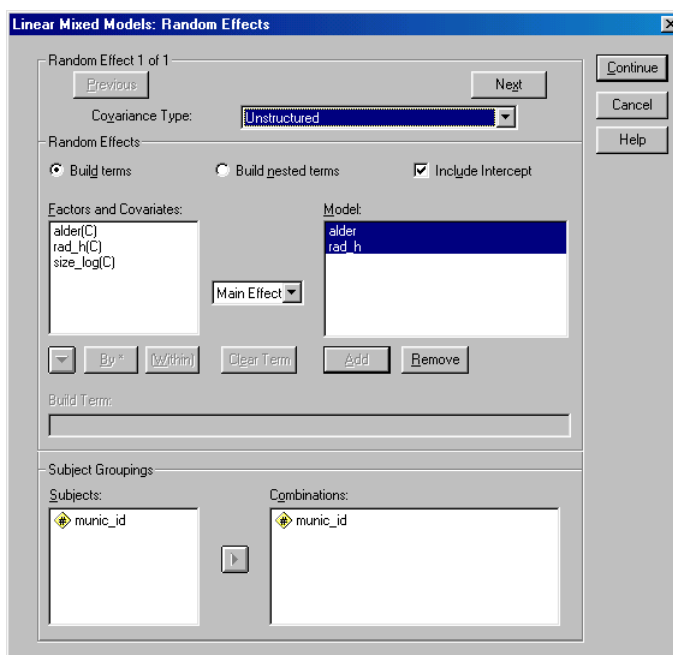 Linear Mixed Models: Random Effects
Random Effect 1 of 1
Previous
Next
Continue
Covariance Type:
Unstructured
Cancel
Random Effects
Help
Build terms
Build nested terms
Include Intercept
Factors and Covariates:
Model:
alder(C)
rad_h(C)
size_log(C)
alder
rad_h
Main Effect
By *
(Within)
Clear Term
Add
Remove
Build Term:
Subject Groupings
Subjects:
Combinations:
# munic_id
# munic_id